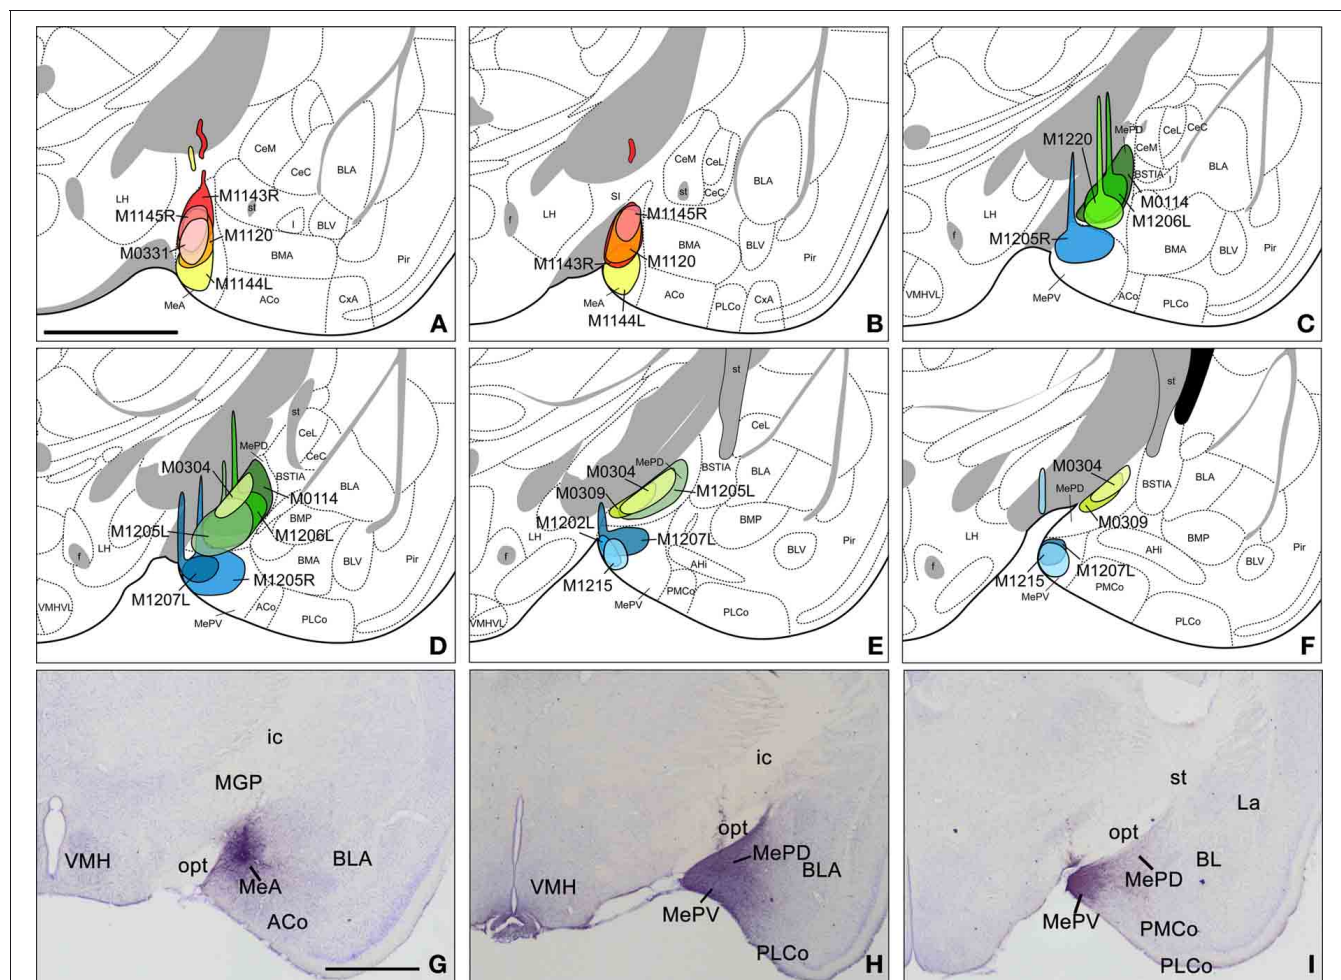 CeM
CeC
BLA
LH
M1143R
st
M1145R
I
BLV
M1120
M0331
BMA
Pir
M1144L
MeA
ACo
CxA
A
CeM
CeL
st
CeC
BLA
SI
LH
f
M1145R
BMA
BLV
M1120
M1143R
Pir
MeA
ACo
PLCo
CxA
M1144L
B
MePD
CeL
CeC
M1220
CeM
BLA
BSTIA
I
M0114
LH
M1206L
f
M1205R
BMA
BLV
Pir
VMHVL
MePV
ACo
PLCo
C
st
CeL
MePD
CeC
M0304
BSTIA
BLA
M0114
BMP
M1205L
M1206L
LH
f
BMA
BLV
Pir
M1205R
M1207L
VMHVL
ACo
MePV
PLCo
D
st
CeL
MePD
M0304
BSTIA
BLA
M0309
M1205L
M1202L
BMP
LH
M1207L
f
BLV
Pir
AHi
M1215
PMCo
MePV
PLCo
VMHVL
E
st
M0304
MePD
BSTIA
BLA
M0309
LH
BMP
Pir
AHi
f
BLV
M1215
M1207L
PMCo
MePV
PLCo
F
ic
MGP
VMH
opt
BLA
MeA
ACo
G
ic
opt
MePD
BLA
VMH
MePV
PLCo
H
st
La
opt
BL
MePD
MePV
PMCo
PLCo
I